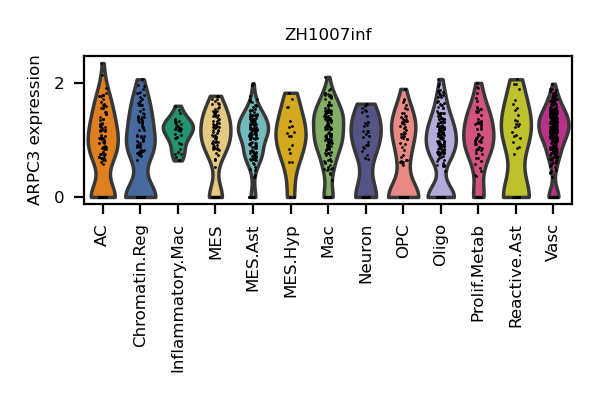 ZH1007inf
ARPC3 expression
2
0
AC
Chromatin.Reg
Inflammatory.Mac
MES
MES.Ast
MES.Hyp
Mac
Neuron
OPC
Oligo
Prolif.Metab
Reactive.Ast
Vasc